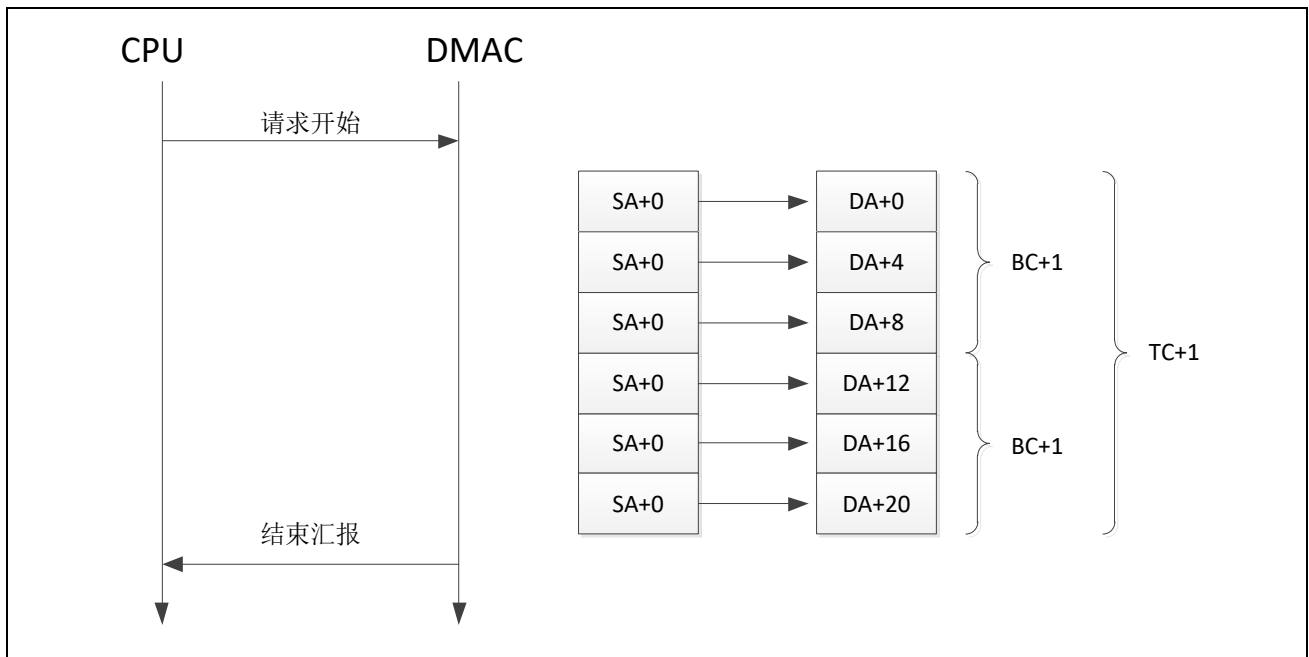 CPU DMAC
请求开始
SA+0 DA+0
SA+0 DA+4
BC+1
SA+0 DA+8
TC+1
SA+0 DA+12
SA+0 DA+16
BC+1
SA+0 DA+20
结束汇报